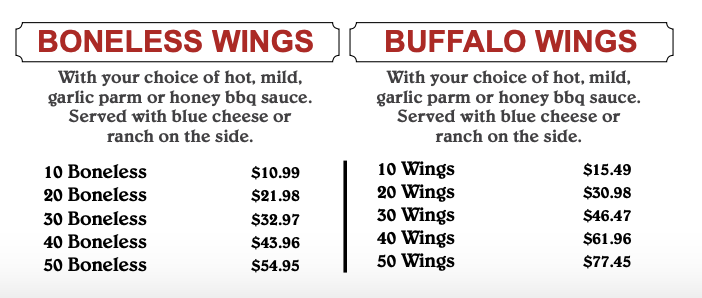 BONELESS WINGS
With your choice of hot, mild,
garlic parm or honey bbq sauce.
Served with blue cheese or
ranch on the side.
10 Boneless $10.99
20 Boneless $21.98
30 Boneless $32.97
40 Boneless $43.96
50 Boneless $54.95
BUFFALO WINGS
With your choice of hot, mild,
garlic parm or honey bbq sauce.
Served with blue cheese or
ranch on the side.
10 Wings $15.49
20 Wings $30.98
30 Wings $46.47
40 Wings $61.96
50 Wings $77.45